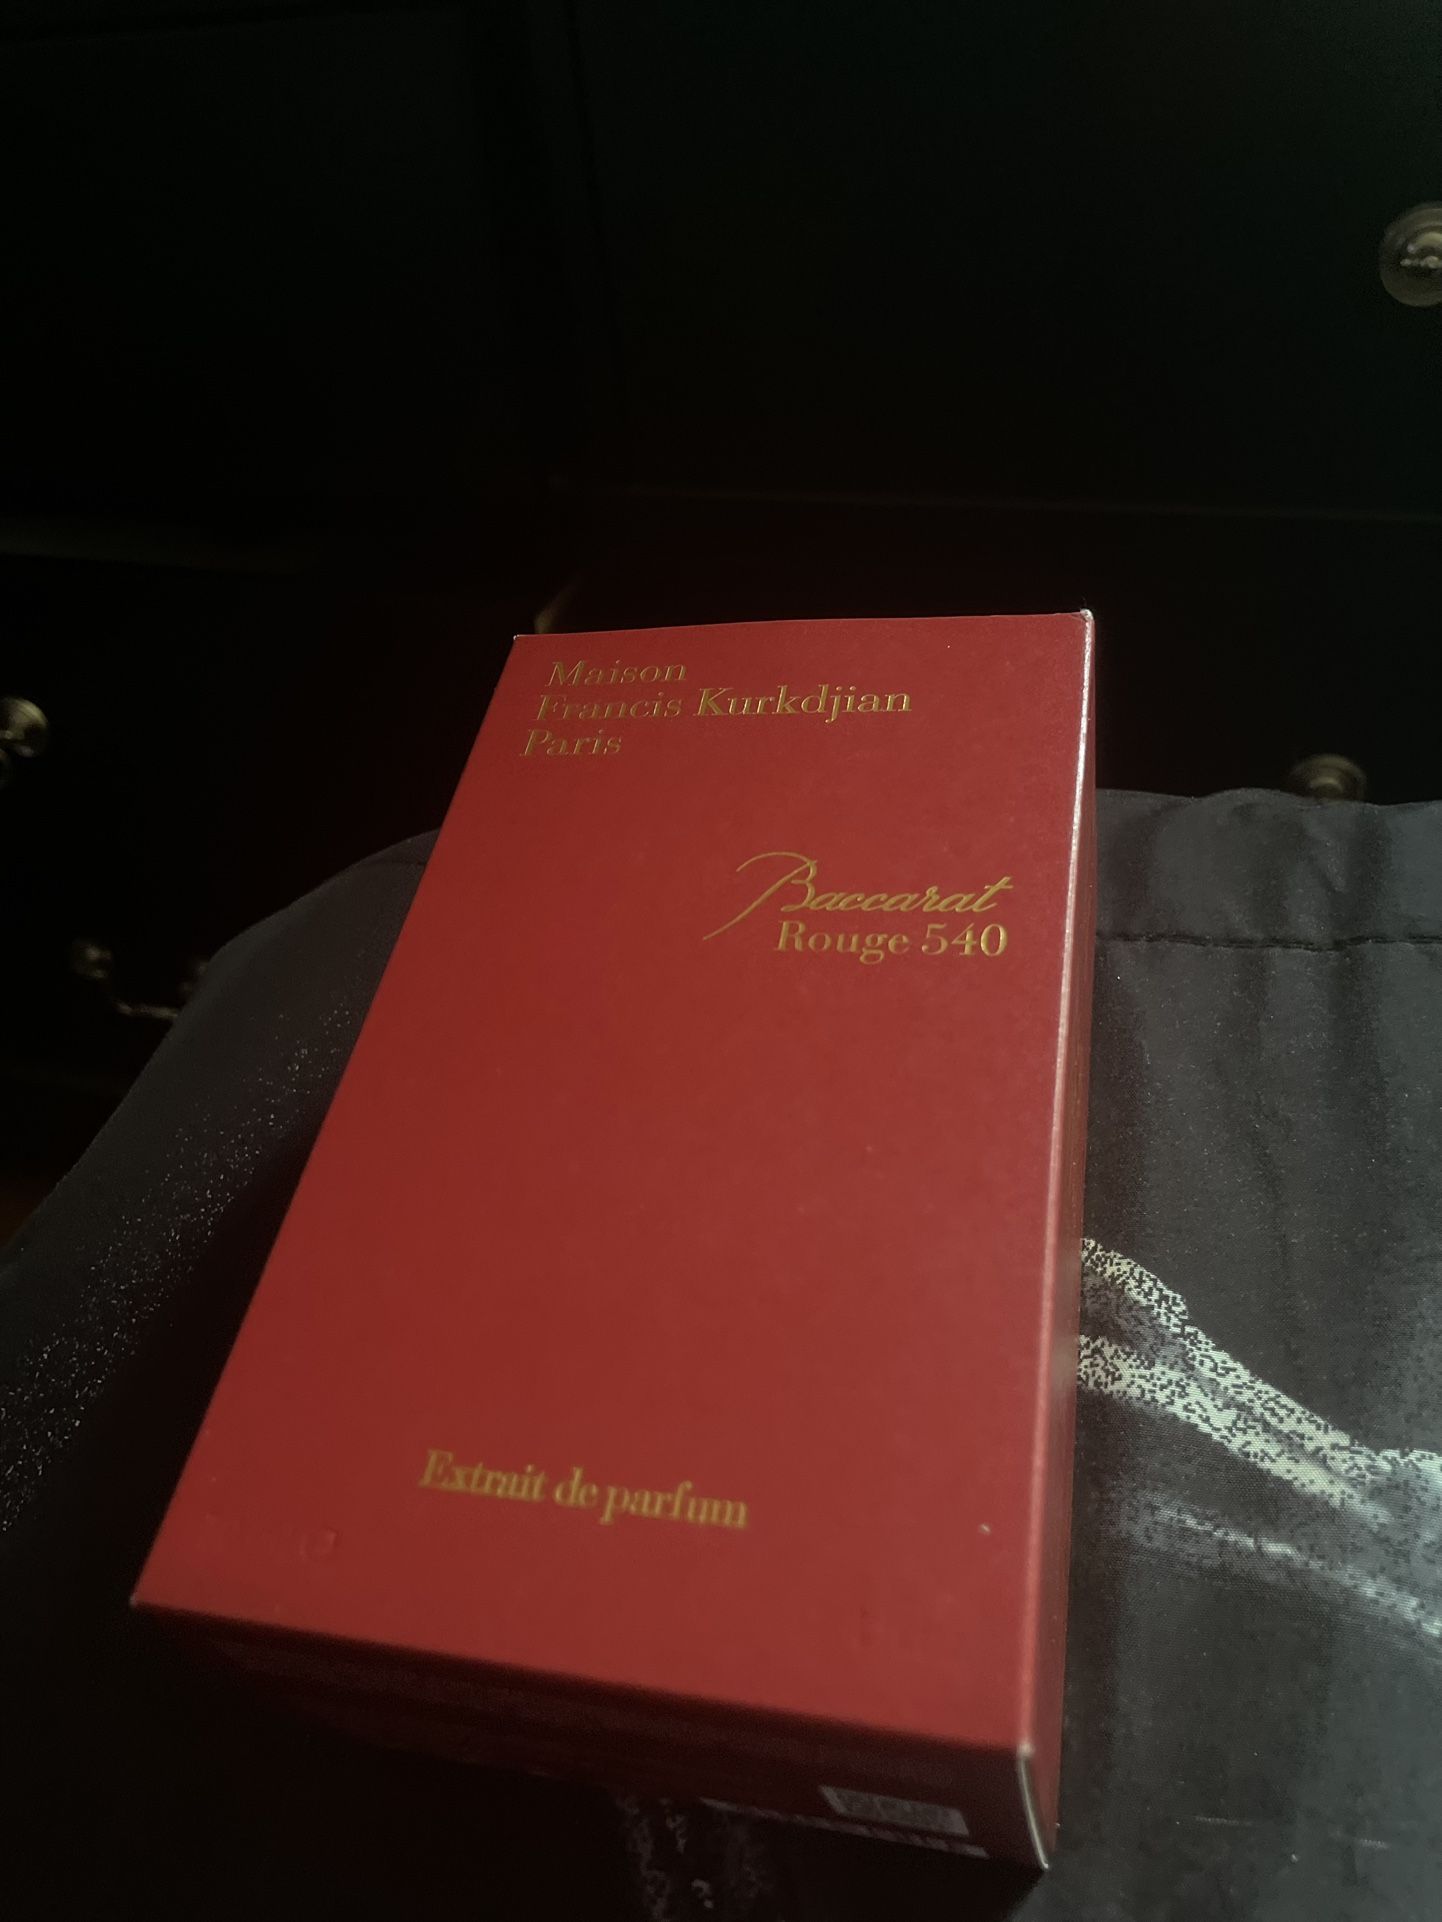 Maison
Francis Kurkdjian
Paris
Baccarat
Rouge 540
Extrait de parfum